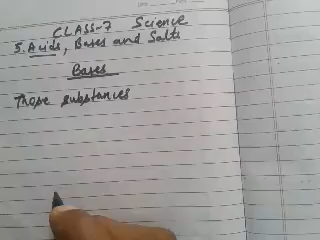 CLASS-7 Science
5. Acids, Bases and Salts
Bases
Those substances